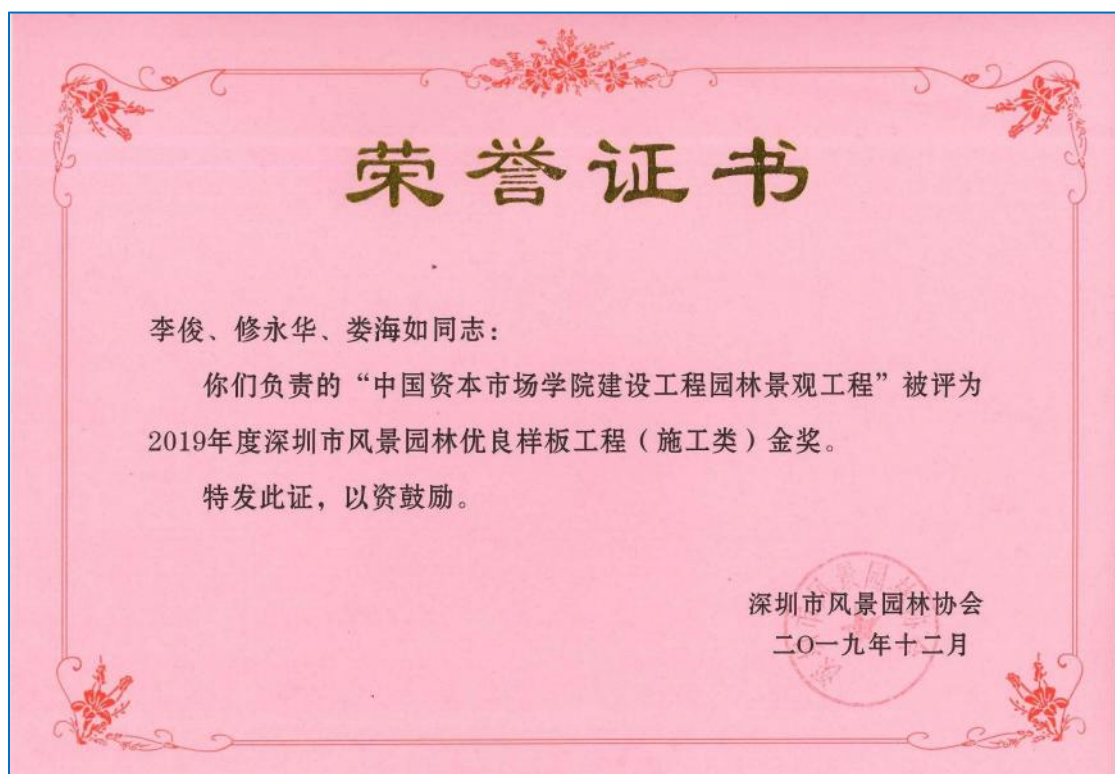 荣誉证书
李俊、修永华、娄海如同志：
你们负责的“中国资本市场学院建设工程园林景观工程”被评为
2019年度深圳市风景园林优良样板工程（施工类）金奖。
特发此证，以资鼓励。
深圳市风景园林协会
二〇一九年十二月